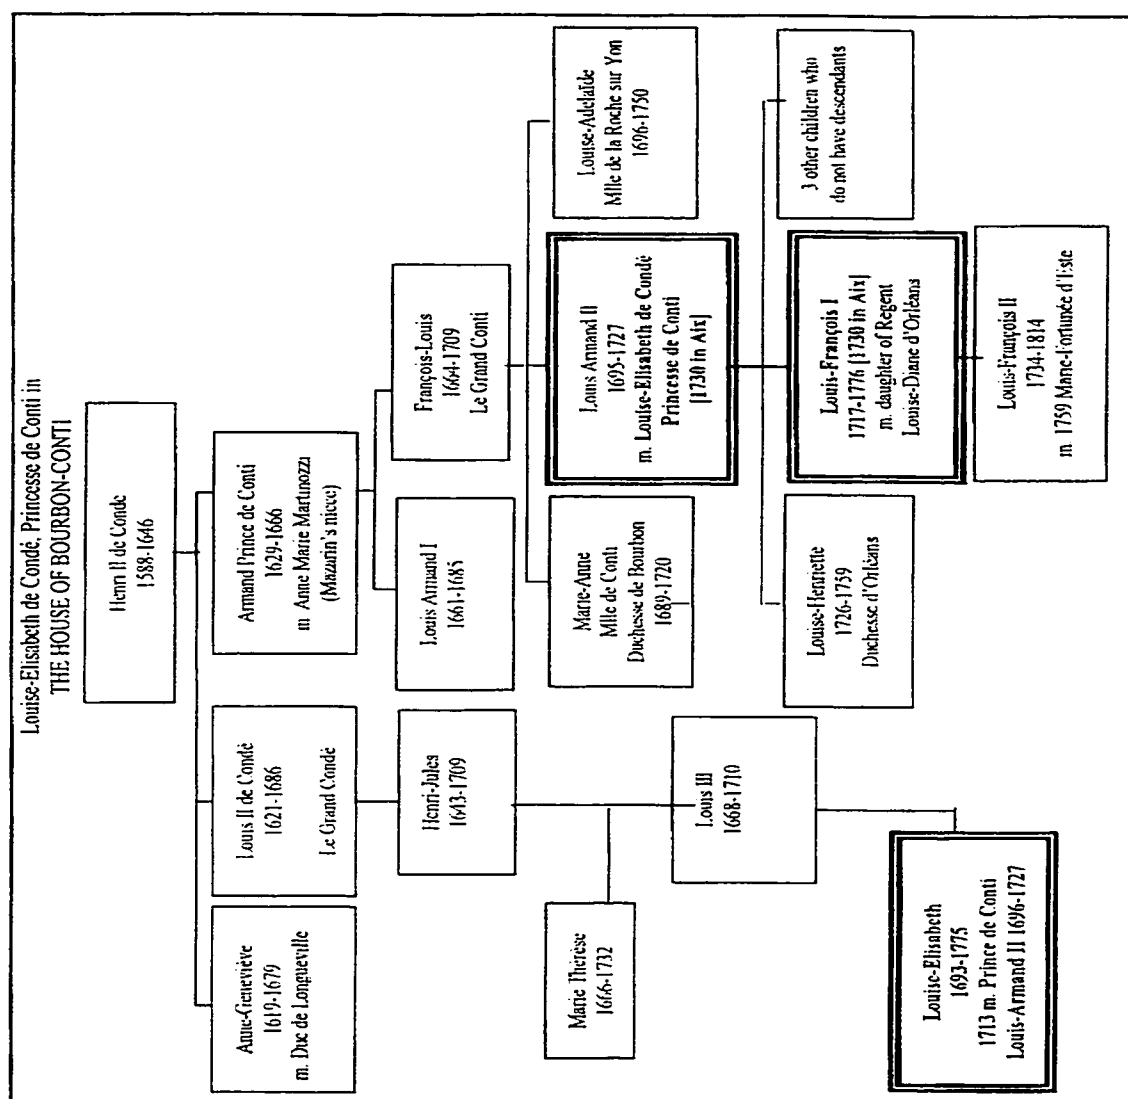 Louise-Elisabeth de Condé, Princesse de Conti in
THE HOUSE OF BOURBON-CONTI
Henri II de Condé
1588-1646
Anne-Geneviève
1619-1679
m. Duc de Longueville
Louis II de Condé
1621-1686
Le Grand Condé
Armand Prince de Conti
1629-1666
m Anne Marie Martinozzi
(Mazarin's niece)
Henri-Jules
1643-1709
Louis Armand I
1661-1685
François-Louis
1664-1709
Le Grand Conti
Marie Thérèse
1666-1732
Louis III
1668-1710
Marie-Anne
Mlle de Conti
Duchesse de Bourbon
1689-1720
Louis Armand II
1695-1727
m. Louise-Elisabeth de Condé
Princesse de Conti
[1730 in Aix]
Louise-Adelaïde
Mlle de la Roche sur Yon
1696-1750
Louise-Elisabeth
1693-1775
1713 m. Prince de Conti
Louis-Armand II 1696-1727
Louise-Henriette
1726-1759
Duchesse d'Orléans
Louis-François I
1717-1776 [1730 in Aix]
m. daughter of Regent
Louise-Diane d'Orléans
3 other children who
do not have descendants
Louis-François II
1734-1814
m 1759 Marie-Fortunée d'Este